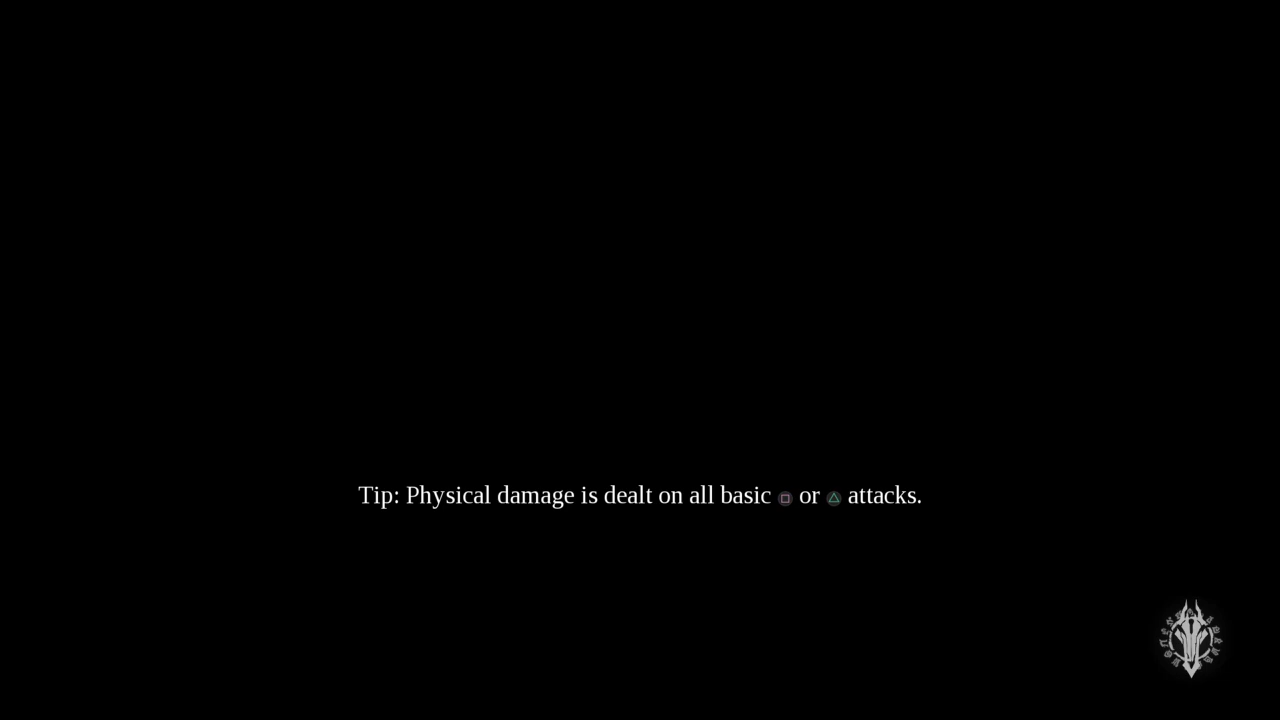 Tip: Physical damage is dealt on all basic □ or △ attacks.